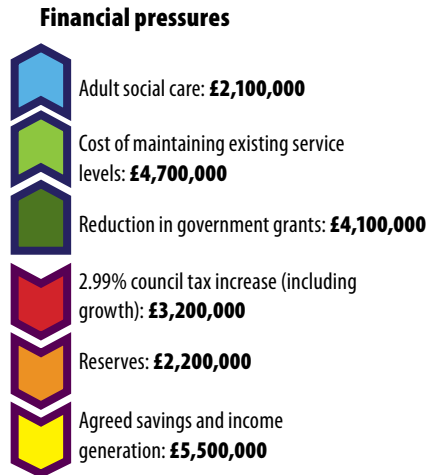 Financial pressures
Adult social care: £2,100,000
Cost of maintaining existing service
levels: £4,700,000
Reduction in government grants: £4,100,000
2.99% council tax increase (including
growth): £3,200,000
Reserves: £2,200,000
Agreed savings and income
generation: £5,500,000